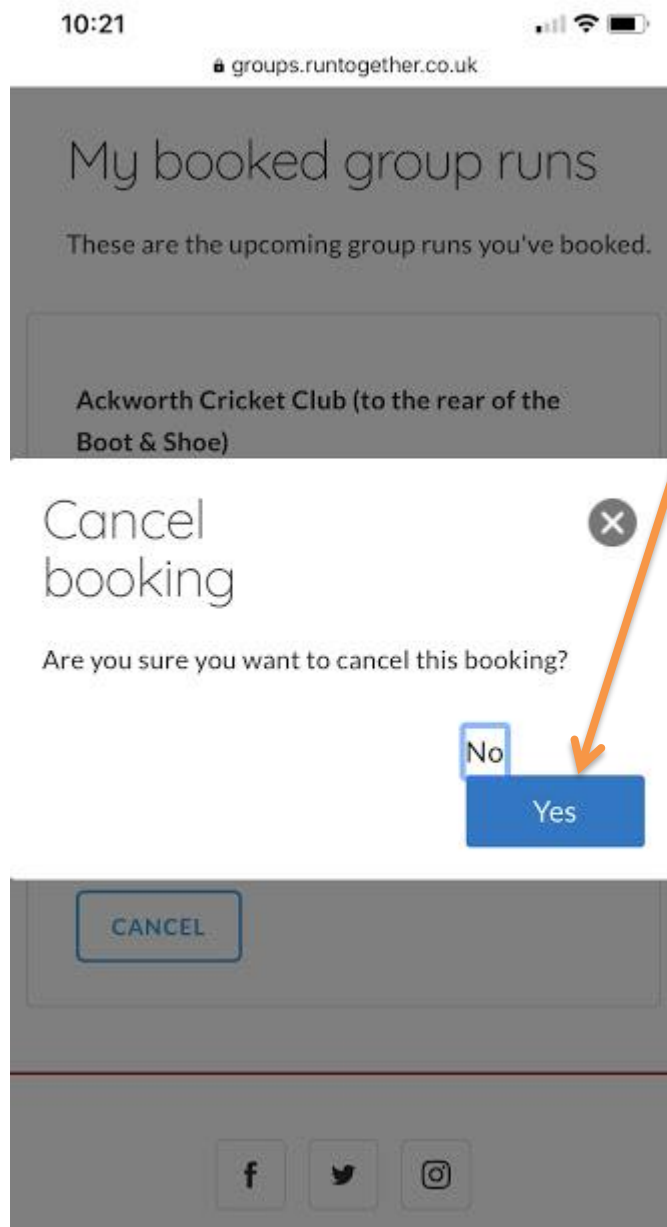 10:21
groups.runtogether.co.uk
My booked group runs
These are the upcoming group runs you've booked.
Ackworth Cricket Club (to the rear of the
Boot & Shoe)
Cancel
booking
Are you sure you want to cancel this booking?
No
Yes
CANCEL